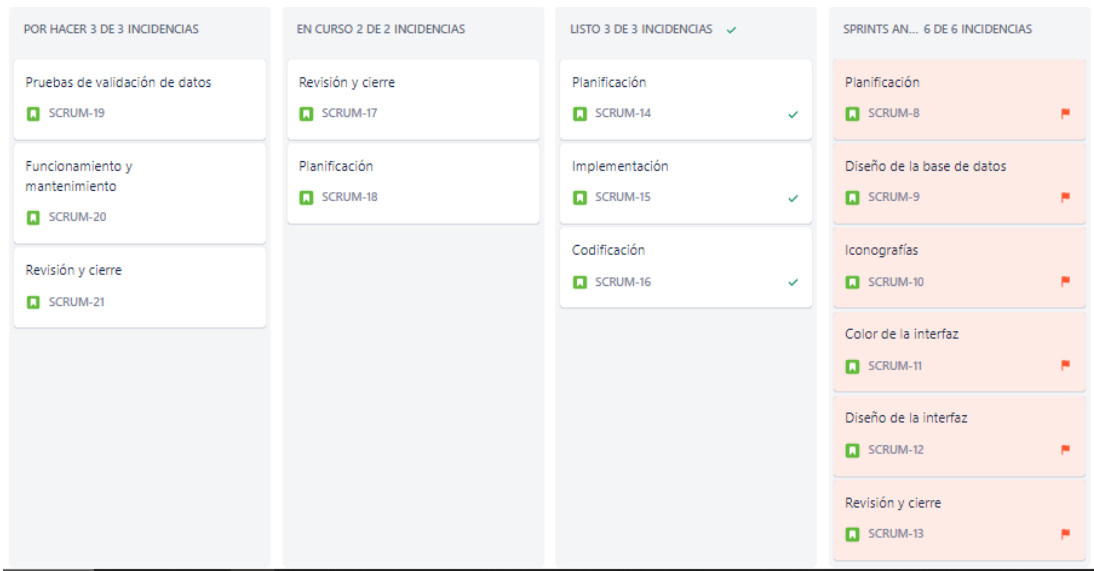 POR HACER 3 DE 3 INCIDENCIAS
Pruebas de validación de datos
SCRUM-19
Funcionamiento y
mantenimiento
SCRUM-20
Revisión y cierre
SCRUM-21
EN CURSO 2 DE 2 INCIDENCIAS
Revisión y cierre
SCRUM-17
Planificación
SCRUM-18
LISTO 3 DE 3 INCIDENCIAS
Planificación
SCRUM-14
Implementación
SCRUM-15
Codificación
SCRUM-16
SPRINTS AN... 6 DE 6 INCIDENCIAS
Planificación
SCRUM-8
Diseño de la base de datos
SCRUM-9
Iconografías
SCRUM-10
Color de la interfaz
SCRUM-11
Diseño de la interfaz
SCRUM-12
Revisión y cierre
SCRUM-13